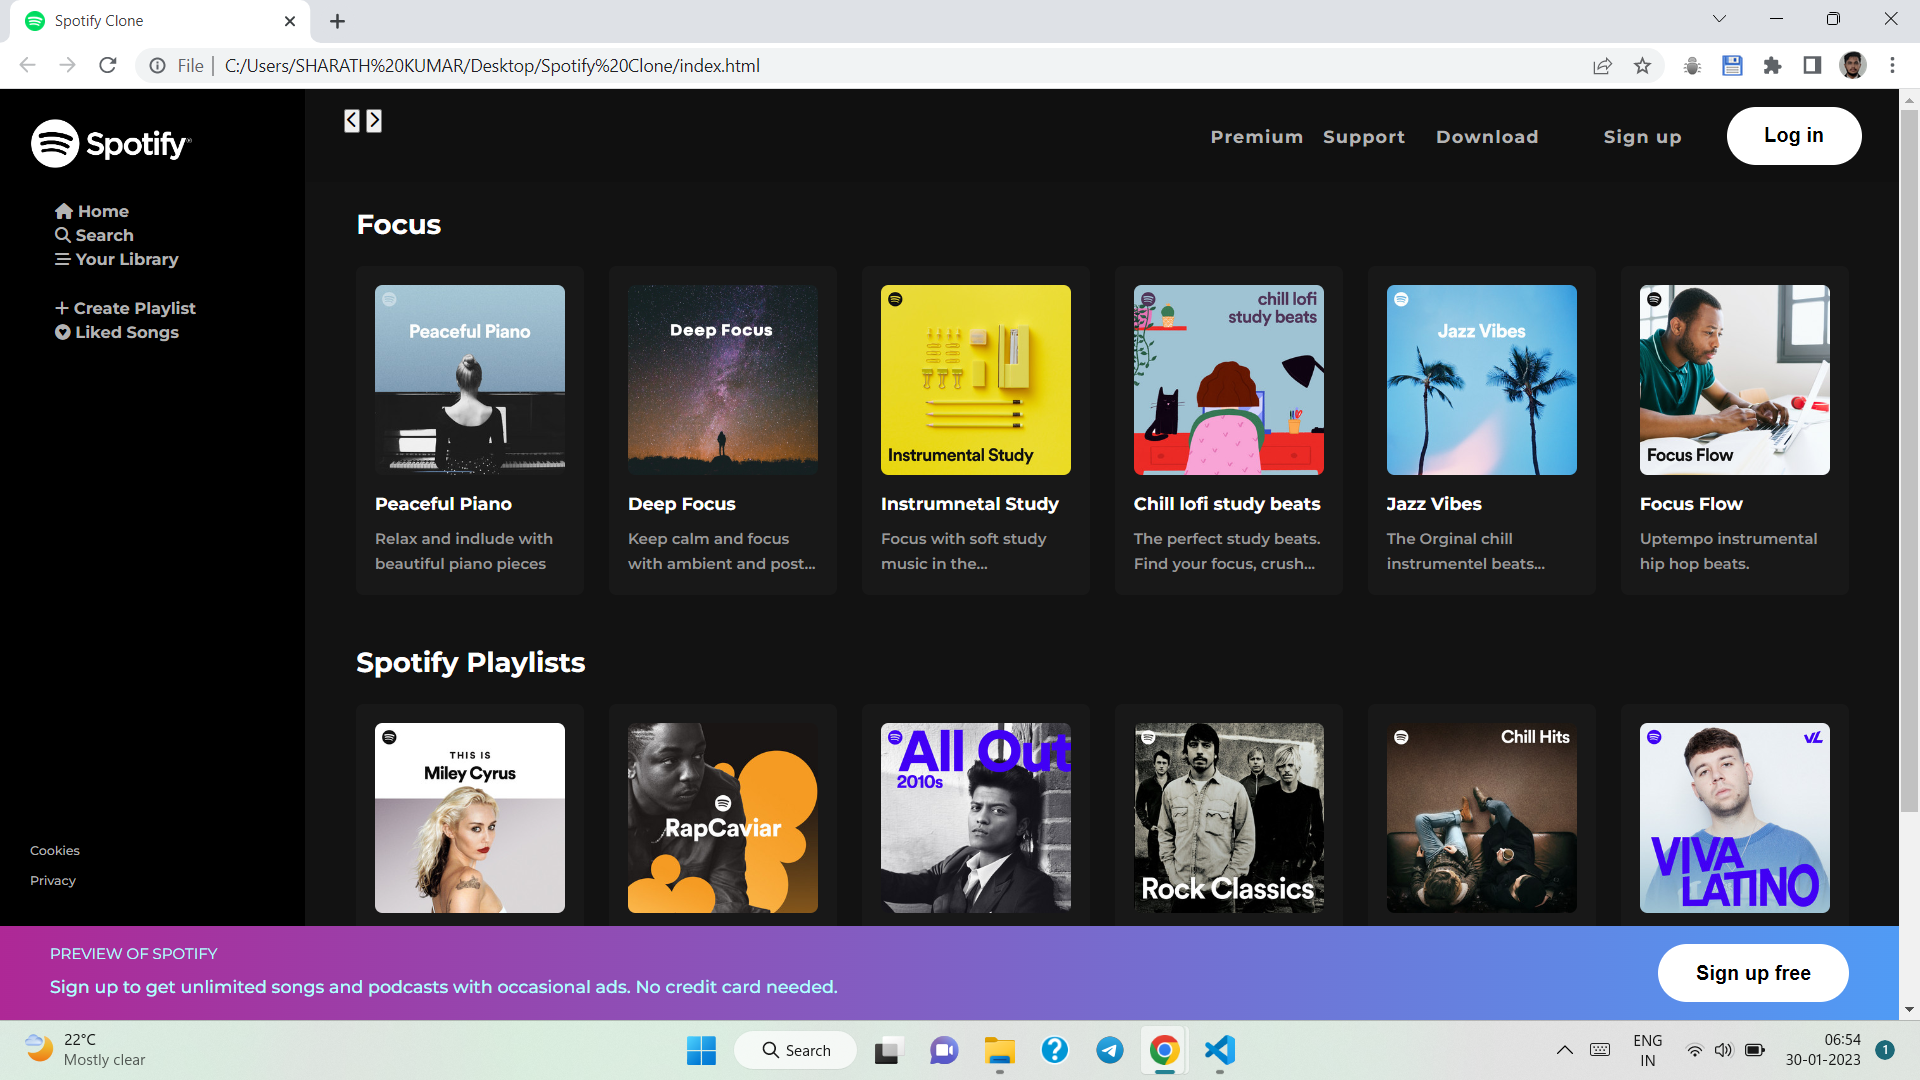 Spotify Clone
File
C:/Users/SHARATH%20KUMAR/Desktop/Spotify%20Clone/index.html
Spotify
Premium Support Download Sign up Log in
Home
Search
Your Library
Create Playlist
Liked Songs
Cookies
Privacy
Focus
Peaceful Piano
Deep Focus
Instrumental Study
chill lofi
study beats
Jazz Vibes
Focus Flow
Peaceful Piano
Relax and indlude with
beautiful piano pieces
Deep Focus
Keep calm and focus
with ambient and post...
Instrumnetal Study
Focus with soft study
music in the...
Chill lofi study beats
The perfect study beats.
Find your focus, crush...
Jazz Vibes
The Orginal chill
instrumentel beats...
Focus Flow
Uptempo instrumental
hip hop beats.
Spotify Playlists
THIS IS
Miley Cyrus
RapCaviar
All Out
2010s
Rock Classics
Chill Hits
VL
VIVA
LATINO
PREVIEW OF SPOTIFY
Sign up to get unlimited songs and podcasts with occasional ads. No credit card needed.
Sign up free
22°C
Mostly clear
Search
ENG
IN
06:54
30-01-2023
1